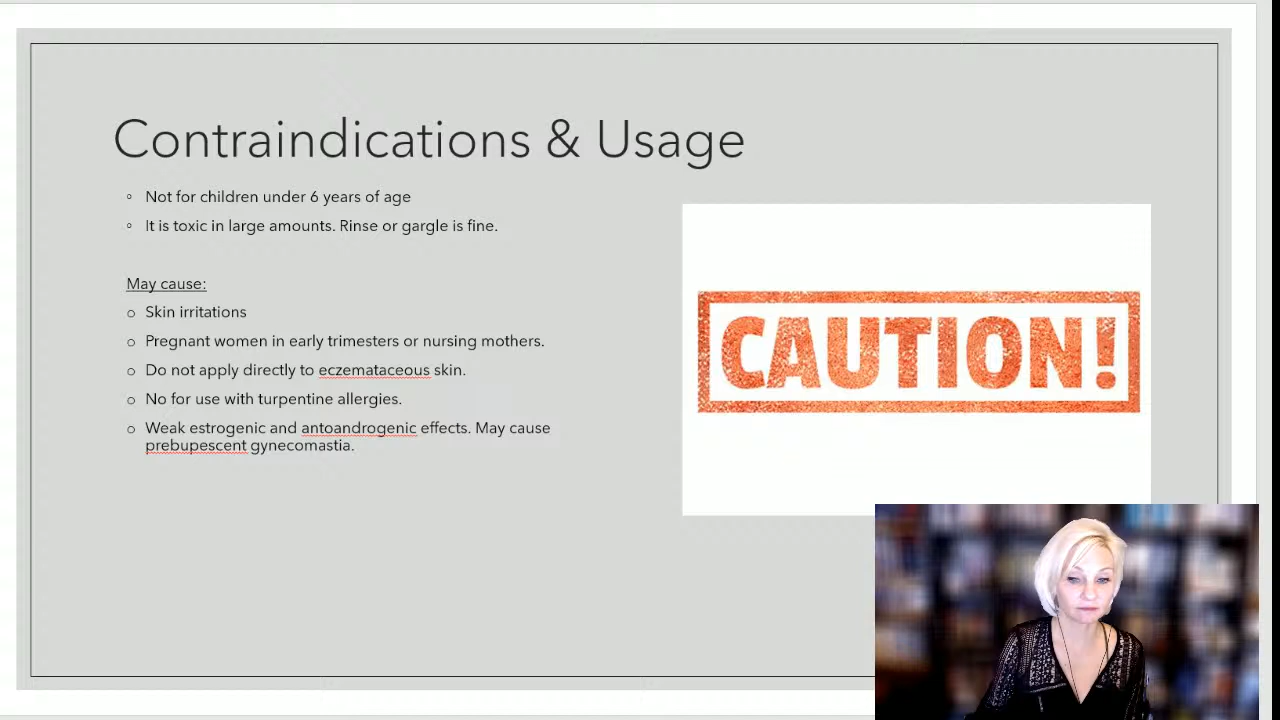 Contraindications & Usage
Not for children under 6 years of age
It is toxic in large amounts. Rinse or gargle is fine.
May cause:
Skin irritations
Pregnant women in early trimesters or nursing mothers.
Do not apply directly to eczemataceous skin.
No for use with turpentine allergies.
Weak estrogenic and antoandrogenic effects. May cause
prebupescent gynecomastia.
CAUTION!